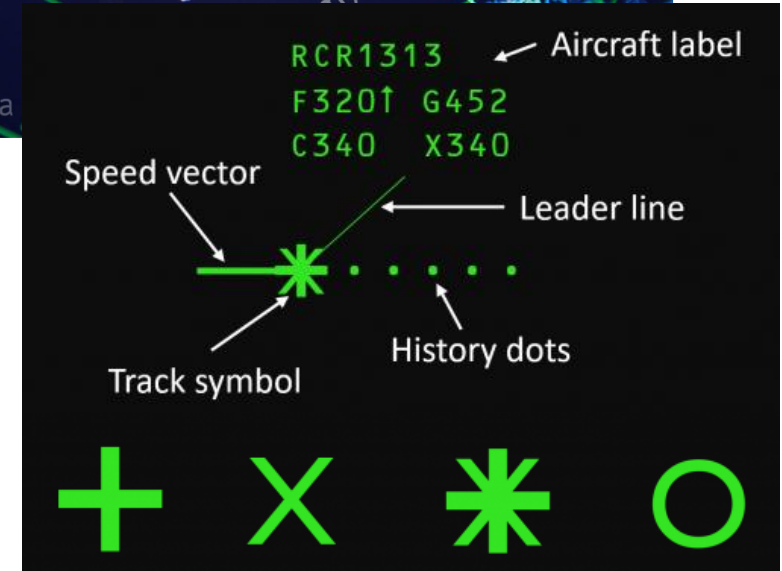 a
RCR1313
Aircraft label
F320↑ G452
C340 X340
Speed vector
Leader line
History dots
Track symbol